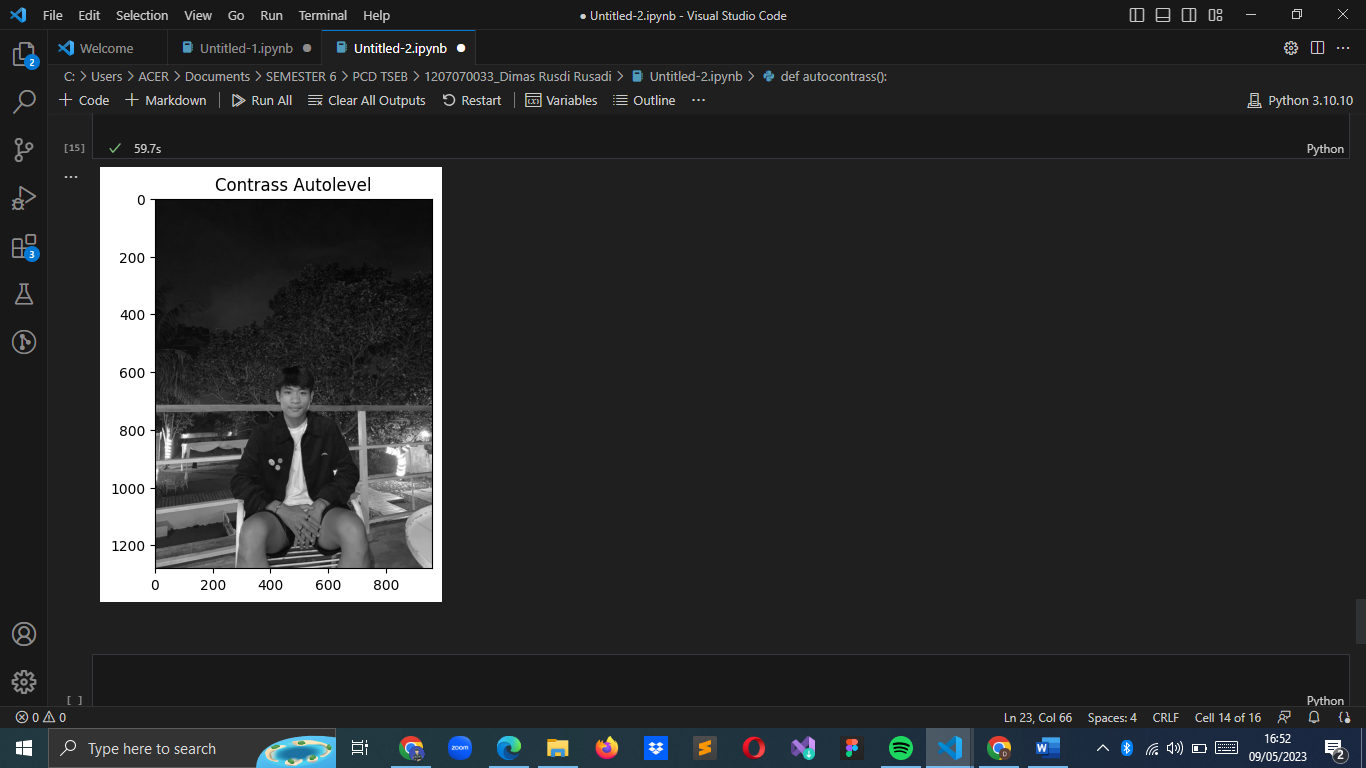 File Edit Selection View Go Run Terminal Help ● Untitled-2.ipynb - Visual Studio Code
2 Welcome Untitled-1.ipynb ● Untitled-2.ipynb ●
C: > Users > ACER > Documents > SEMESTER 6 > PCD TSEB > 1207070033_Dimas Rusdi Rusadi > Untitled-2.ipynb > def autocontrass():
+ Code + Markdown | Run All Clear All Outputs Restart | Variables Outline ... Python 3.10.10
[15] ✓ 59.7s Python
...
Contrass Autolevel
0
200
3
400
600
800
1000
1200
0 200 400 600 800
[ ] Python
0 0 Ln 23, Col 66 Spaces: 4 CRLF Cell 14 of 16
Type here to search zoom 16:52
09/05/2023 2